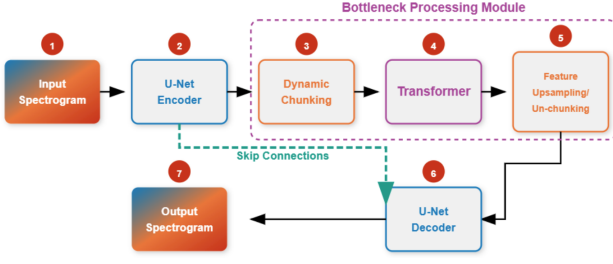 Bottleneck Processing Module
1
2
3
4
5
Input
Spectrogram
U-Net
Encoder
Dynamic
Chunking
Transformer
Feature
Upsampling/
Un-chunking
Skip Connections
7
6
Output
Spectrogram
U-Net
Decoder